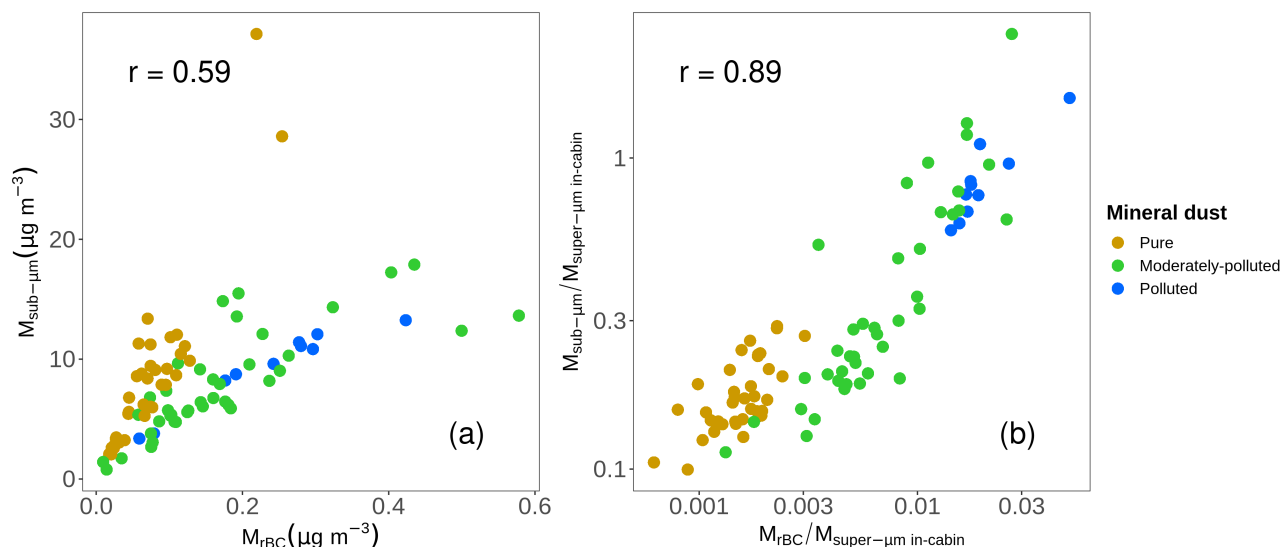 r = 0.59
30
20
10
0
0.0 0.2 0.4 0.6
M_sub−μm(μg m^−3)
M_rBC(μg m^−3)
(a)
r = 0.89
1
0.3
0.1
0.001 0.003 0.01 0.03
M_sub−μm/M_super−μm in−cabin
M_rBC/M_super−μm in−cabin
(b)
Mineral dust
Pure
Moderately−polluted
Polluted